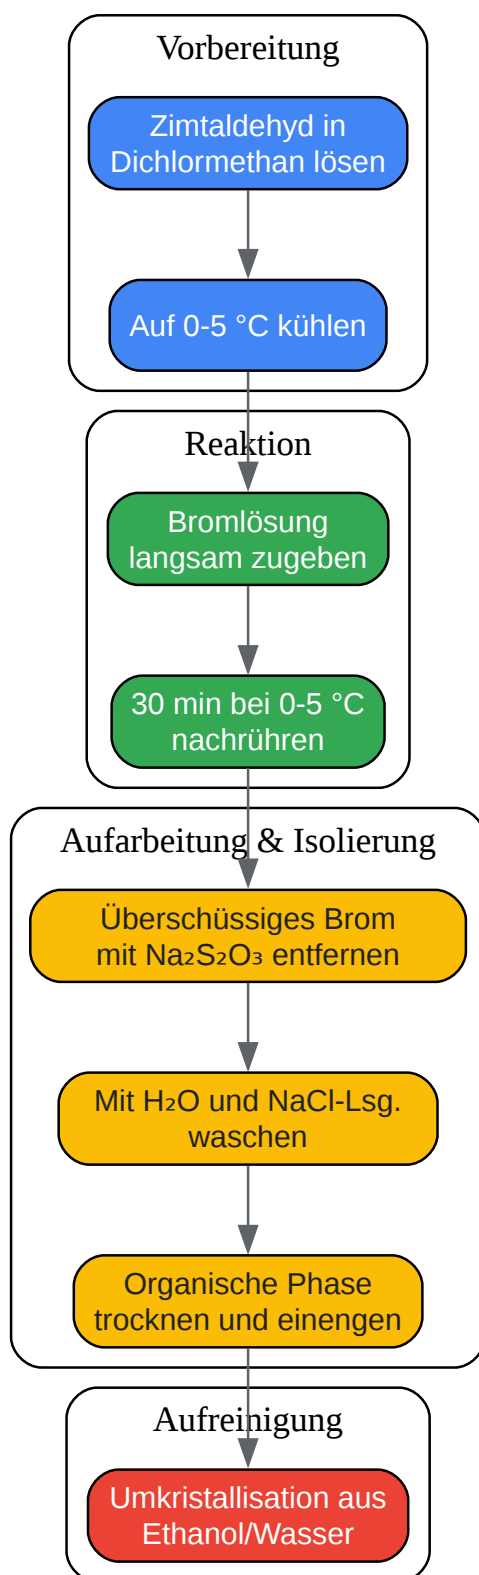 Vorbereitung
Zimtaldehyd in
Dichlormethan lösen
Auf 0-5 °C kühlen
Reaktion
Bromlösung
langsam zugeben
30 min bei 0-5 °C
nachrühren
Aufarbeitung & Isolierung
Überschüssiges Brom
mit Na₂S₂O₃ entfernen
Mit H₂O und NaCl-Lsg.
waschen
Organische Phase
trocknen und einengen
Aufreinigung
Umkristallisation aus
Ethanol/Wasser